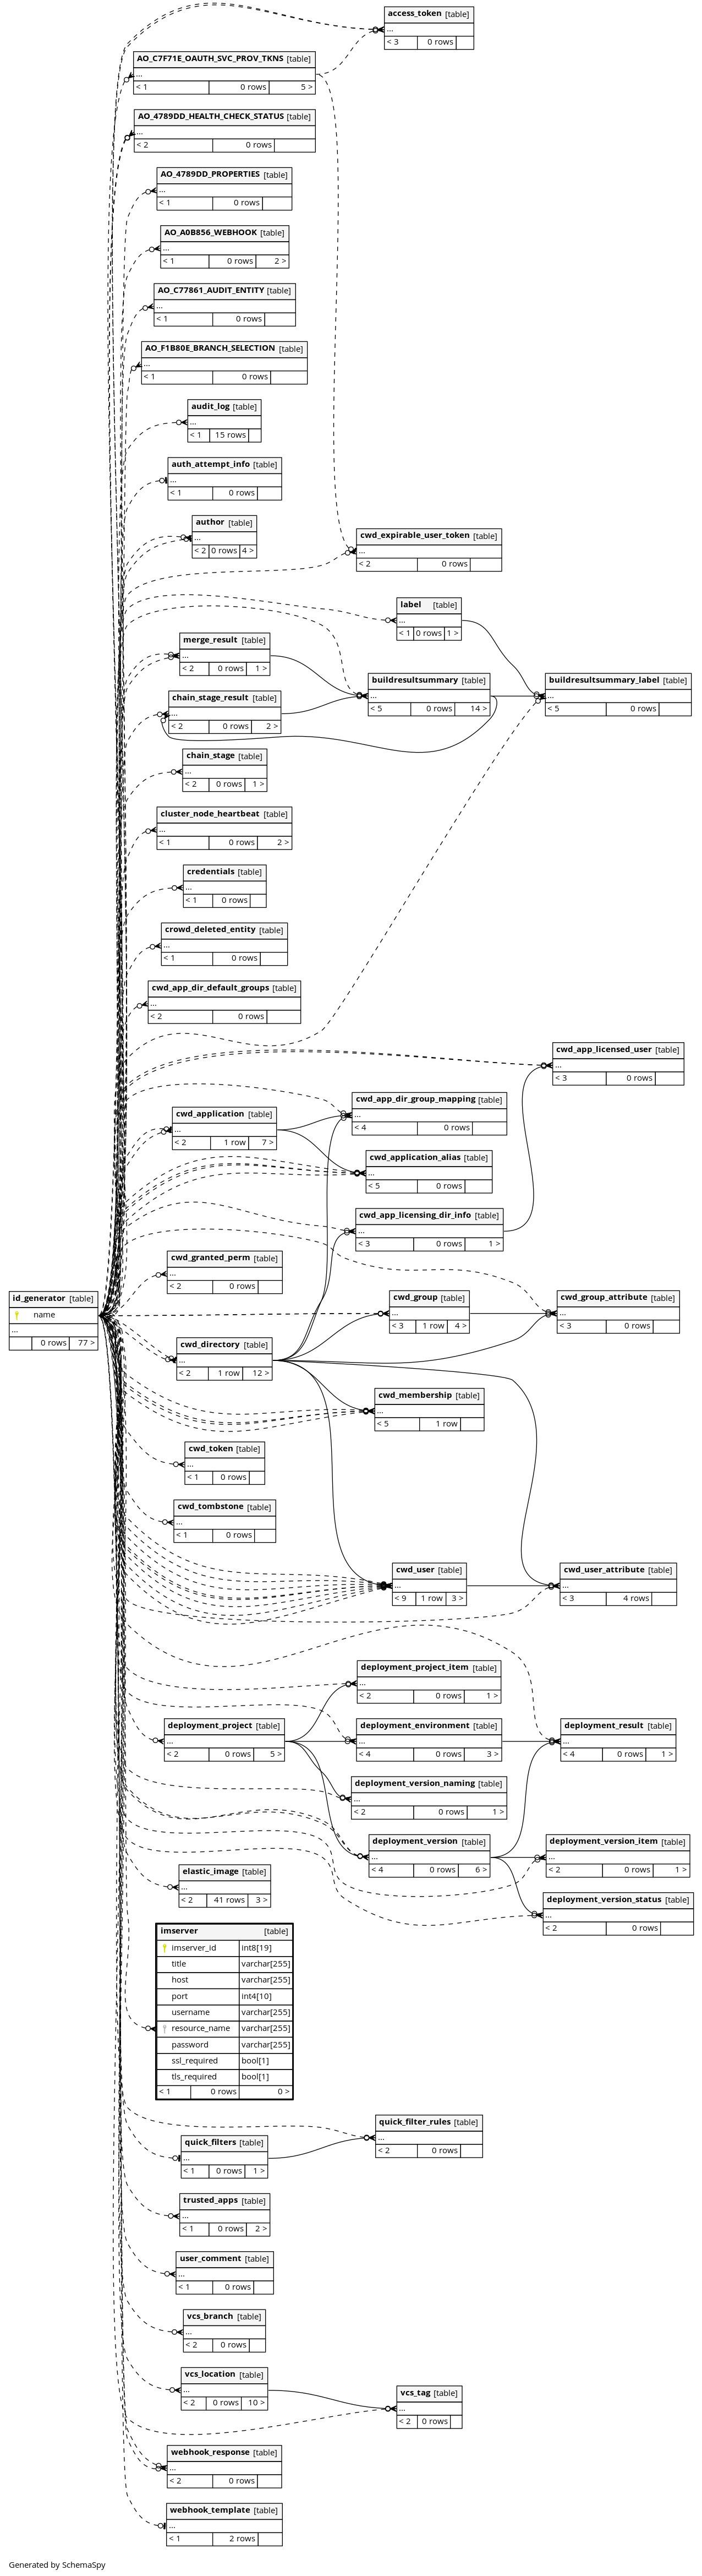 access_token [table]
...
< 3 0 rows
AO_C7F71E_OAUTH_SVC_PROV_TKNS [table]
...
< 1 0 rows 5 >
AO_4789DD_HEALTH_CHECK_STATUS [table]
...
< 2 0 rows
AO_4789DD_PROPERTIES [table]
...
< 1 0 rows
AO_A0B856_WEBHOOK [table]
...
< 1 0 rows 2 >
AO_C77861_AUDIT_ENTITY [table]
...
< 1 0 rows
AO_F1B80E_BRANCH_SELECTION [table]
...
< 1 0 rows
audit_log [table]
...
< 1 15 rows
auth_attempt_info [table]
...
< 1 0 rows
author [table]
...
< 2 0 rows 4 >
cwd_expirable_user_token [table]
...
< 2 0 rows
label [table]
...
< 1 0 rows 1 >
merge_result [table]
...
< 2 0 rows 1 >
buildresultsummary [table]
...
< 5 0 rows 14 >
buildresultsummary_label [table]
...
< 5 0 rows
chain_stage_result [table]
...
< 2 0 rows 2 >
chain_stage [table]
...
< 2 0 rows 1 >
cluster_node_heartbeat [table]
...
< 1 0 rows 2 >
credentials [table]
...
< 1 0 rows
crowd_deleted_entity [table]
...
< 1 0 rows
cwd_app_dir_default_groups [table]
...
< 2 0 rows
cwd_app_licensed_user [table]
...
< 3 0 rows
cwd_app_dir_group_mapping [table]
...
< 4 0 rows
cwd_application [table]
...
< 2 1 row 7 >
cwd_application_alias [table]
...
< 5 0 rows
cwd_app_licensing_dir_info [table]
...
< 3 0 rows 1 >
cwd_granted_perm [table]
...
< 2 0 rows
id_generator [table]
name
...
0 rows 77 >
cwd_group [table]
...
< 3 1 row 4 >
cwd_group_attribute [table]
...
< 3 0 rows
cwd_directory [table]
...
< 2 1 row 12 >
cwd_membership [table]
...
< 5 1 row
cwd_token [table]
...
< 1 0 rows
cwd_tombstone [table]
...
< 1 0 rows
cwd_user [table]
...
< 9 1 row 3 >
cwd_user_attribute [table]
...
< 3 4 rows
deployment_project_item [table]
...
< 2 0 rows 1 >
deployment_project [table]
...
< 2 0 rows 5 >
deployment_environment [table]
...
< 4 0 rows 3 >
deployment_result [table]
...
< 4 0 rows 1 >
deployment_version_naming [table]
...
< 2 0 rows 1 >
deployment_version [table]
...
< 4 0 rows 6 >
deployment_version_item [table]
...
< 2 0 rows 1 >
elastic_image [table]
...
< 2 41 rows 3 >
deployment_version_status [table]
...
< 2 0 rows
imserver [table]
imserver_id int8[19]
title varchar[255]
host varchar[255]
port int4[10]
username varchar[255]
resource_name varchar[255]
password varchar[255]
ssl_required bool[1]
tls_required bool[1]
< 1 0 rows 0 >
quick_filter_rules [table]
...
< 2 0 rows
quick_filters [table]
...
< 1 0 rows 1 >
trusted_apps [table]
...
< 1 0 rows 2 >
user_comment [table]
...
< 1 0 rows
vcs_branch [table]
...
< 2 0 rows
vcs_location [table]
...
< 2 0 rows 10 >
vcs_tag [table]
...
< 2 0 rows
webhook_response [table]
...
< 2 0 rows
webhook_template [table]
...
< 1 2 rows
Generated by SchemaSpy